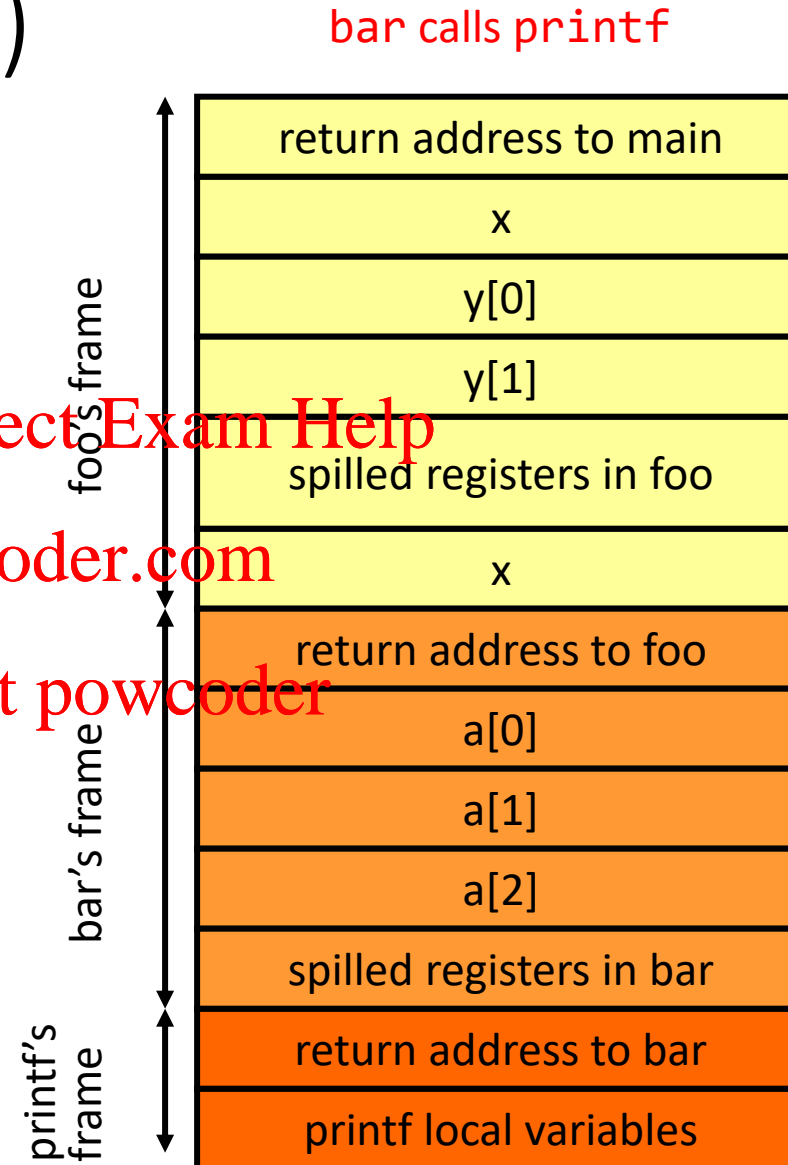 )
bar calls printf
return address to main
x
y[0]
y[1]
spilled registers in foo
x
foo's frame
return address to foo
a[0]
a[1]
a[2]
spilled registers in bar
bar's frame
return address to bar
printf local variables
printf's
frame
ect Exam Help
oder.com
t powcoder